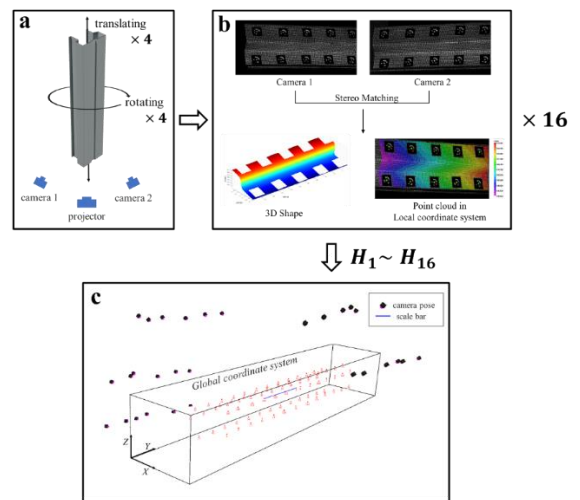 a
translating
× 4
rotating
× 4
camera 1
camera 2
projector
b
Camera 1
Camera 2
Stereo Matching
3D Shape
Point cloud in
Local coordinate system
× 16
H₁~ H₁₆
c
camera pose
scale bar
Global coordinate system
Z
Y
X